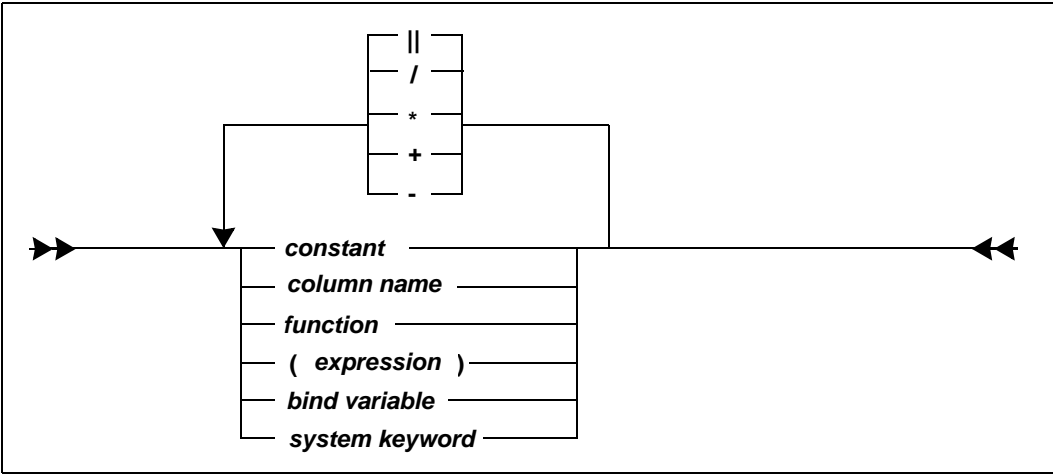 ||
/
*
+
-
constant
column name
function
( expression )
bind variable
system keyword